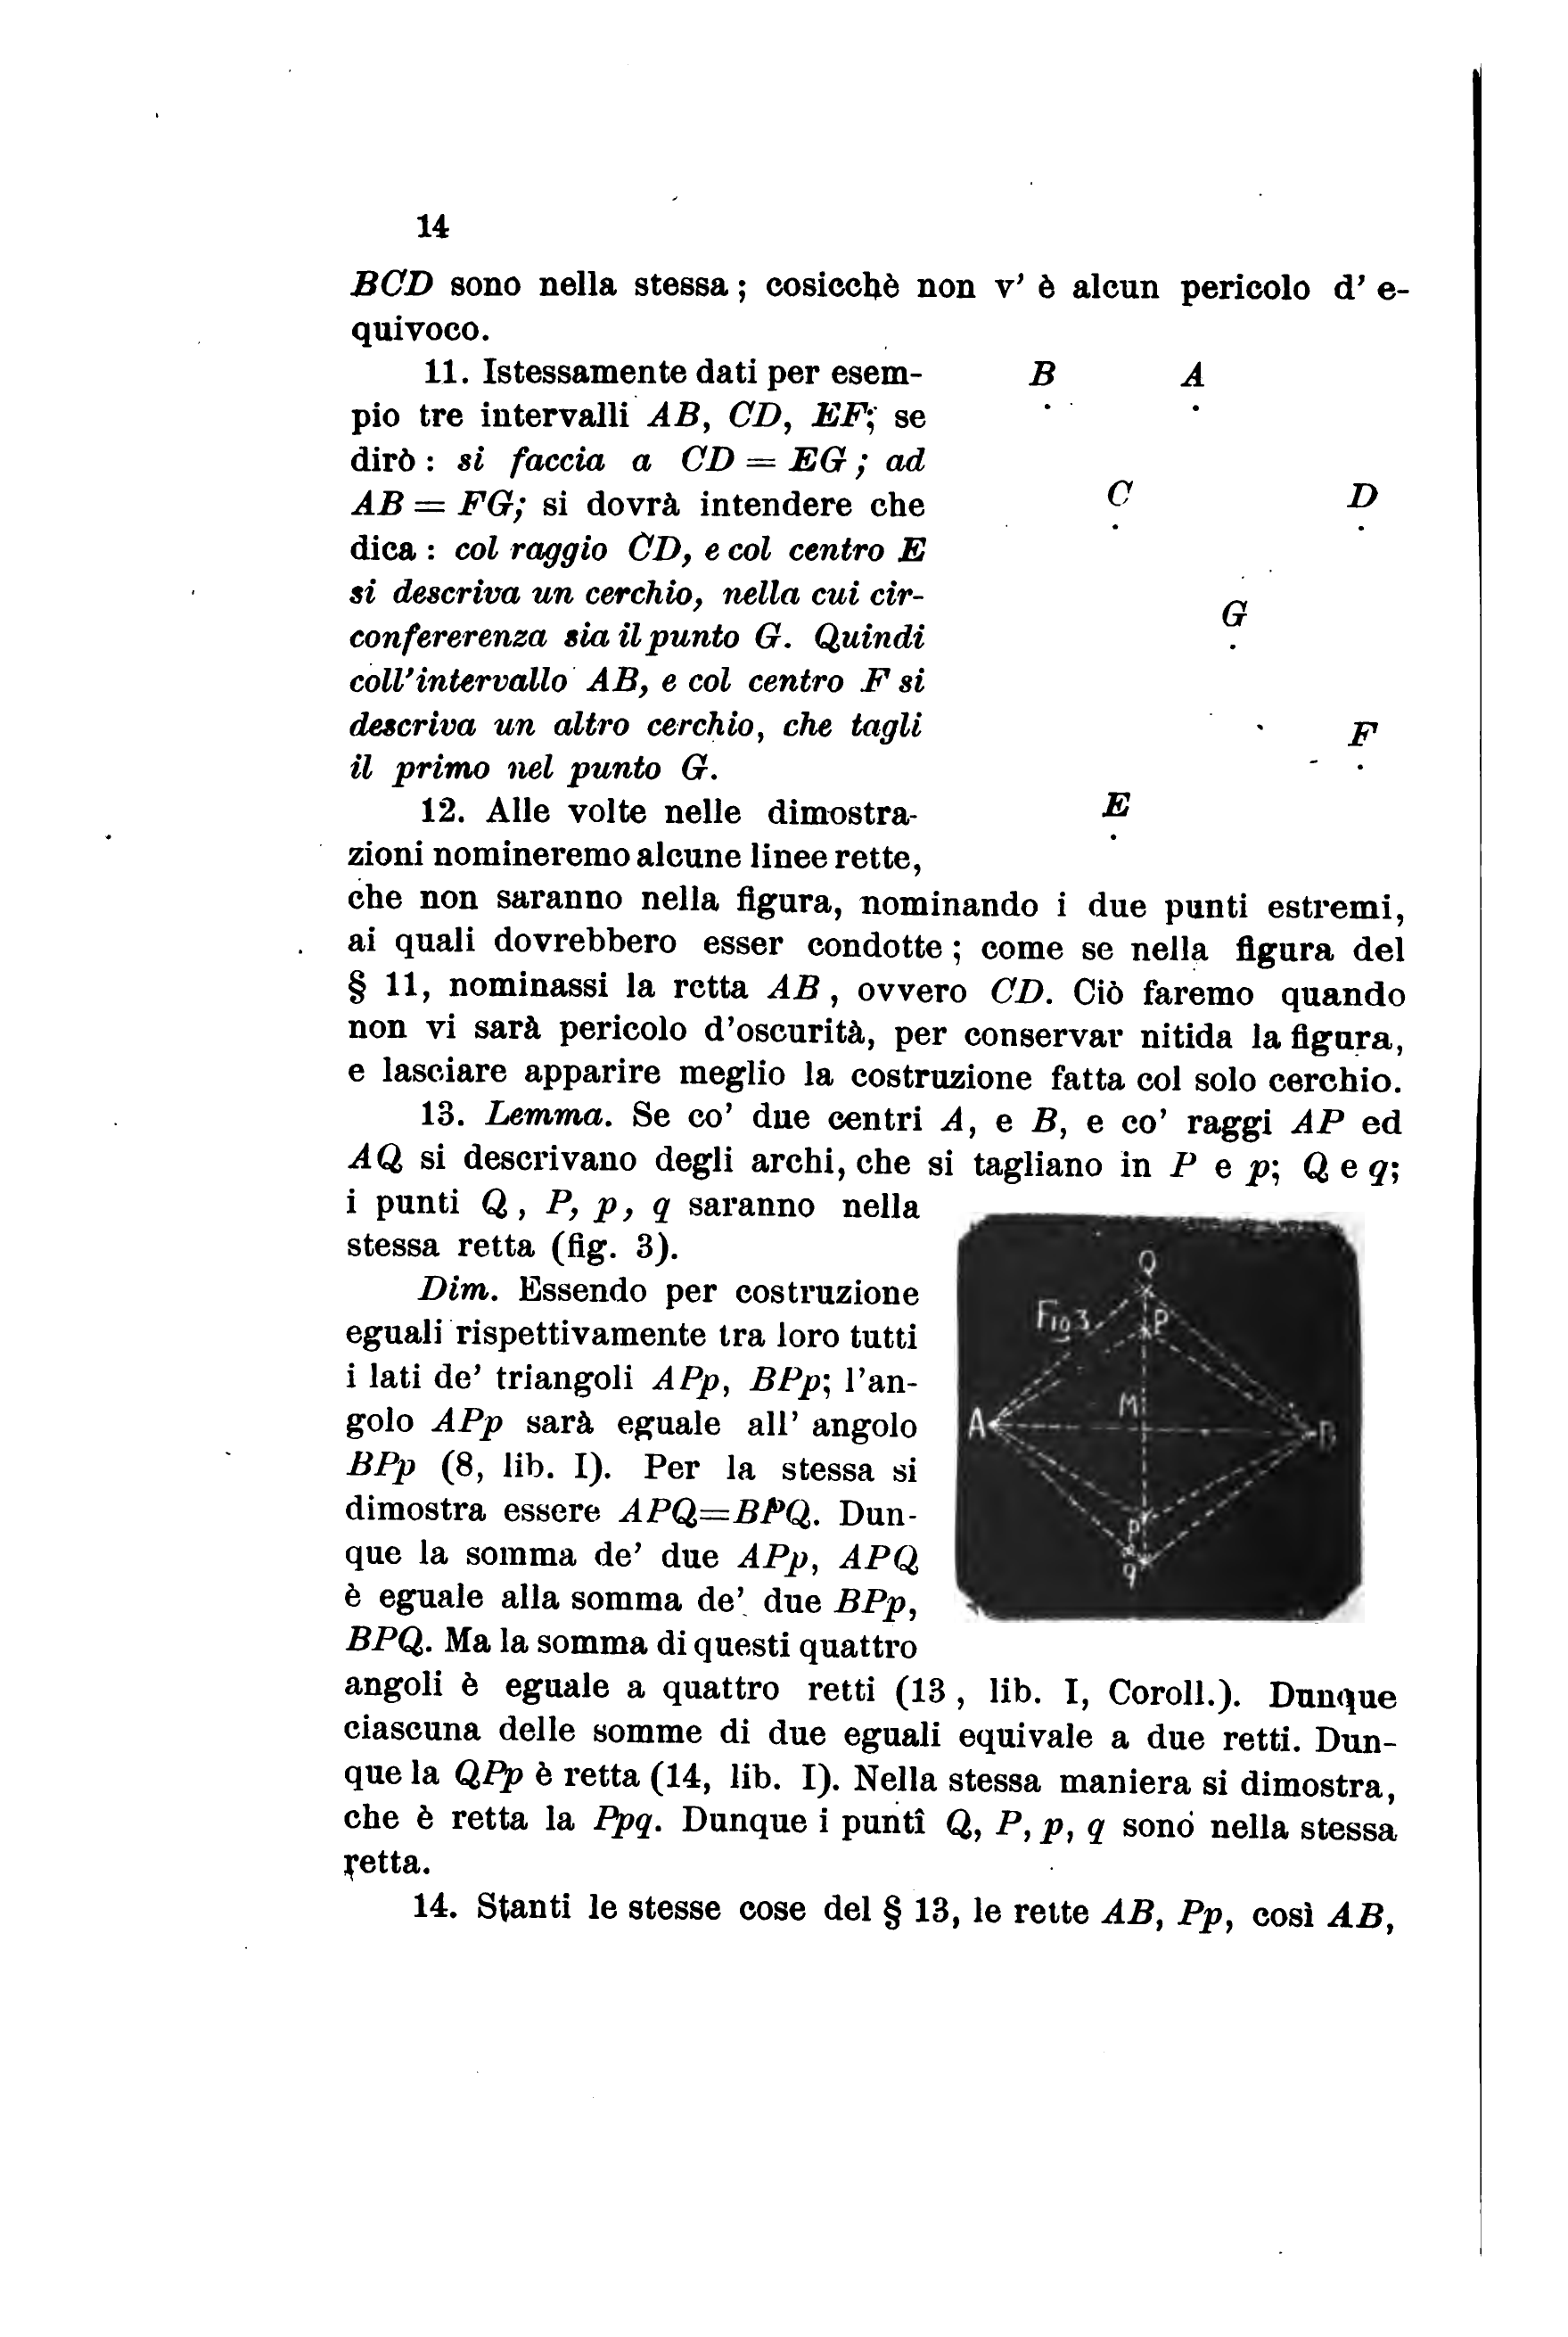 14
BCD sono nella stessa ; cosicchè non v' è alcun pericolo d' e-
quivoco.
11. Istessamente dati per esem-
pio tre intervalli AB, CD, EF; se
dirò : si faccia a CD = EG ; ad
AB = FG; si dovrà intendere che
dica : col raggio CD, e col centro E
si descriva un cerchio, nella cui cir-
confererenza sia il punto G. Quindi
coll'intervallo AB, e col centro F si
descriva un altro cerchio, che tagli
il primo nel punto G.
B A
C D
G
F
E
12. Alle volte nelle dimostra-
zioni nomineremo alcune linee rette,
che non saranno nella figura, nominando i due punti estremi,
ai quali dovrebbero esser condotte ; come se nella figura del
§ 11, nominassi la retta AB , ovvero CD. Ciò faremo quando
non vi sarà pericolo d'oscurità, per conservar nitida la figura,
e lasciare apparire meglio la costruzione fatta col solo cerchio.
13. Lemma. Se co' due centri A, e B, e co' raggi AP ed
AQ si descrivano degli archi, che si tagliano in P e p; Q e q;
i punti Q , P, p, q saranno nella
stessa retta (fig. 3).
Dim. Essendo per costruzione
eguali rispettivamente tra loro tutti
i lati de' triangoli APp, BPp; l'an-
golo APp sarà eguale all' angolo
BPp (8, lib. I). Per la stessa si
dimostra essere APQ=BPQ. Dun-
que la somma de' due APp, APQ
è eguale alla somma de' due BPp,
BPQ. Ma la somma di questi quattro
Q
Fig 3
P
M
A B
p
q
angoli è eguale a quattro retti (13 , lib. I, Coroll.). Dunque
ciascuna delle somme di due eguali equivale a due retti. Dun-
que la QPp è retta (14, lib. I). Nella stessa maniera si dimostra,
che è retta la Ppq. Dunque i puntî Q, P, p, q sono nella stessa
retta.
14. Stanti le stesse cose del § 13, le rette AB, Pp, così AB,